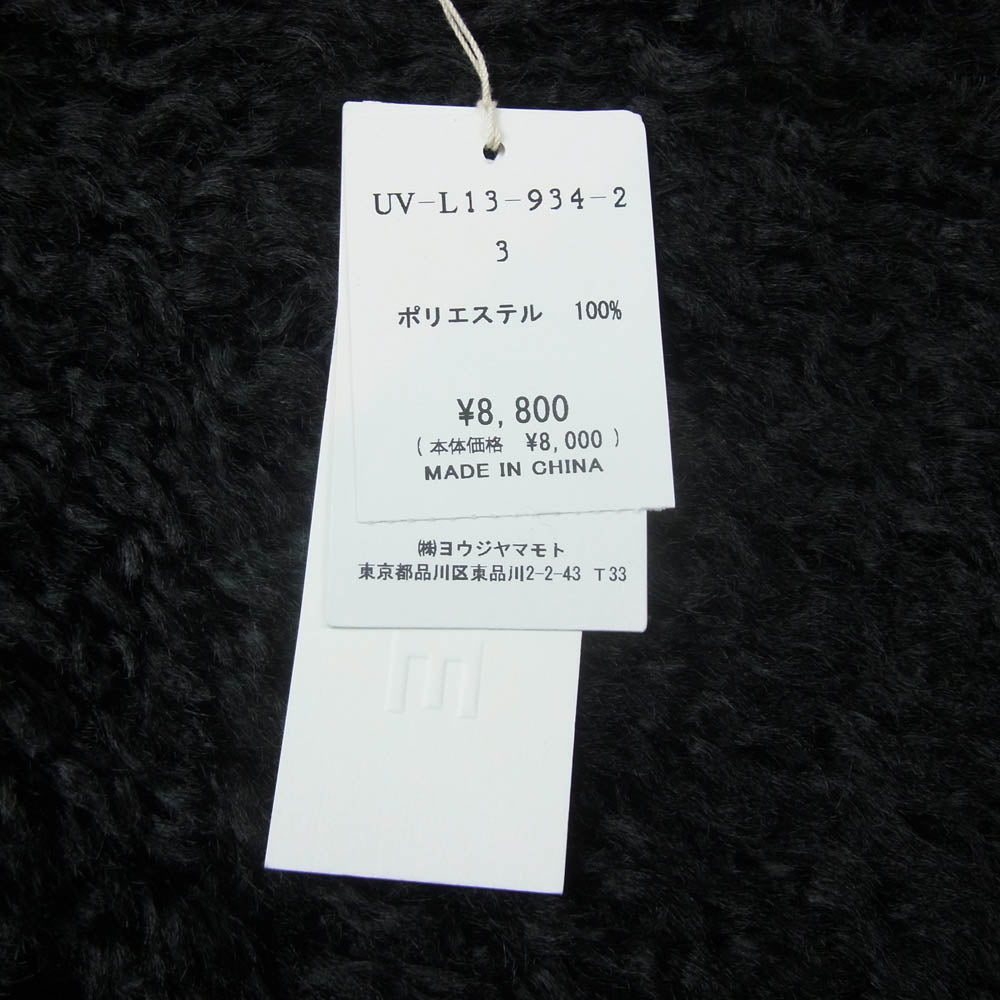 UV-L13-934-2
3
ポリエステル 100%
¥8,800
(本体価格 ¥8,000)
MADE IN CHINA
㈱ヨウジヤマモト
東京都品川区東品川2-2-43 T33
E